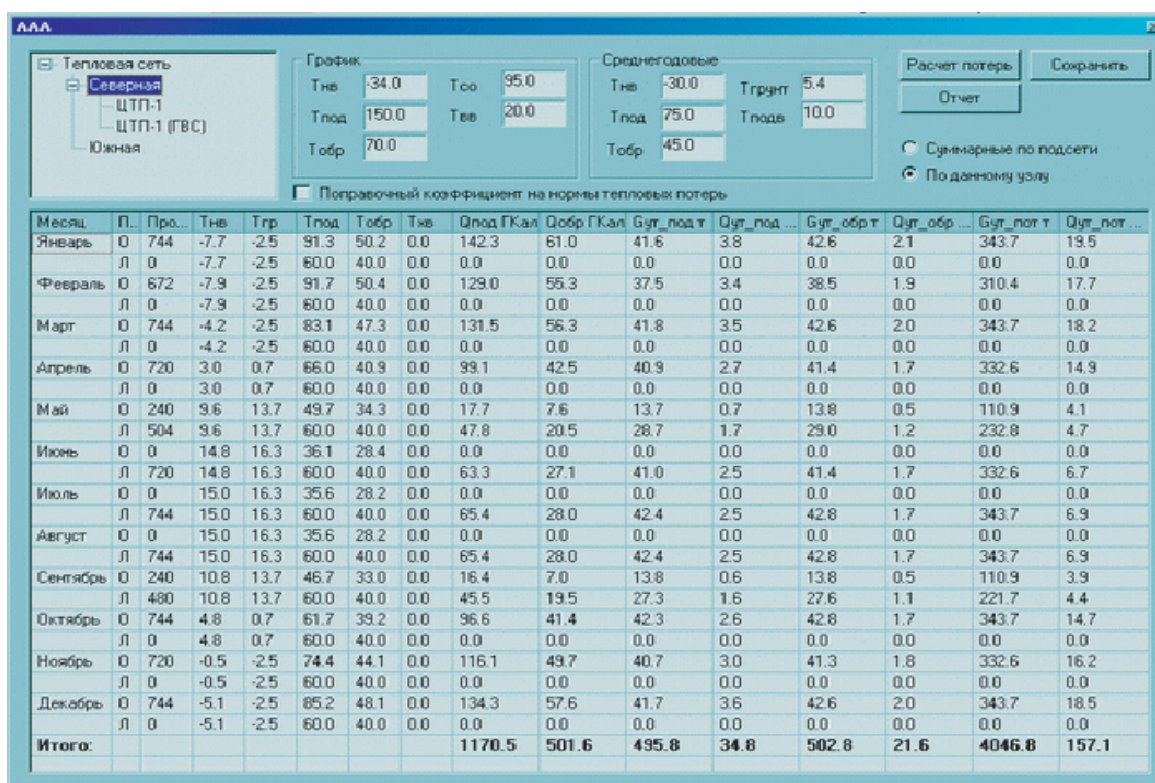 ААА
Тепловая сеть
Северная
ЦТП-1
ЦТП-1 (ГВС)
Южная
График
Тнв -34.0 Тсо 95.0
Тпод 150.0 Твв 20.0
Тобр 70.0
Среднегодовые
Тнв -30.0 Тгрунт 5.4
Тпод 75.0 Тподв 10.0
Тобр 45.0
Расчет потерь Сохранить
Отчет
Суммарные по подсети
По данному узлу
Поправочный коэффициент на нормы тепловых потерь
Месяц П... Про... Тнв Тгр Тпод Тобр Тхв Qпод ГКал Qобр ГКал Gут_под т Qут_под ... Gут_обр т Qут_обр ... Gут_пот т Qут_пот ...
Январь О 744 -7.7 -2.5 91.3 50.2 0.0 142.3 61.0 41.6 3.8 42.6 2.1 343.7 19.5
Л 0 -7.7 -2.5 60.0 40.0 0.0 0.0 0.0 0.0 0.0 0.0 0.0 0.0 0.0
Февраль О 672 -7.9 -2.5 91.7 50.4 0.0 129.0 55.3 37.5 3.4 38.5 1.9 310.4 17.7
Л 0 -7.9 -2.5 60.0 40.0 0.0 0.0 0.0 0.0 0.0 0.0 0.0 0.0 0.0
Март О 744 -4.2 -2.5 83.1 47.3 0.0 131.5 56.3 41.8 3.5 42.6 2.0 343.7 18.2
Л 0 -4.2 -2.5 60.0 40.0 0.0 0.0 0.0 0.0 0.0 0.0 0.0 0.0 0.0
Апрель О 720 3.0 0.7 66.0 40.9 0.0 99.1 42.5 40.9 2.7 41.4 1.7 332.6 14.9
Л 0 3.0 0.7 60.0 40.0 0.0 0.0 0.0 0.0 0.0 0.0 0.0 0.0 0.0
Май О 240 9.6 13.7 49.7 34.3 0.0 17.7 7.6 13.7 0.7 13.8 0.5 110.9 4.1
Л 504 9.6 13.7 60.0 40.0 0.0 47.8 20.5 28.7 1.7 29.0 1.2 232.8 4.7
Июнь О 0 14.8 16.3 36.1 28.4 0.0 0.0 0.0 0.0 0.0 0.0 0.0 0.0 0.0
Л 720 14.8 16.3 60.0 40.0 0.0 63.3 27.1 41.0 2.5 41.4 1.7 332.6 6.7
Июль О 0 15.0 16.3 35.6 28.2 0.0 0.0 0.0 0.0 0.0 0.0 0.0 0.0 0.0
Л 744 15.0 16.3 60.0 40.0 0.0 65.4 28.0 42.4 2.5 42.8 1.7 343.7 6.9
Август О 0 15.0 16.3 35.6 28.2 0.0 0.0 0.0 0.0 0.0 0.0 0.0 0.0 0.0
Л 744 15.0 16.3 60.0 40.0 0.0 65.4 28.0 42.4 2.5 42.8 1.7 343.7 6.9
Сентябрь О 240 10.8 13.7 46.7 33.0 0.0 16.4 7.0 13.8 0.6 13.8 0.5 110.9 3.9
Л 480 10.8 13.7 60.0 40.0 0.0 45.5 19.5 27.3 1.6 27.6 1.1 221.7 4.4
Октябрь О 744 4.8 0.7 61.7 39.2 0.0 96.6 41.4 42.3 2.6 42.8 1.7 343.7 14.7
Л 0 4.8 0.7 60.0 40.0 0.0 0.0 0.0 0.0 0.0 0.0 0.0 0.0 0.0
Ноябрь О 720 -0.5 -2.5 74.4 44.1 0.0 116.1 49.7 40.7 3.0 41.3 1.8 332.6 16.2
Л 0 -0.5 -2.5 60.0 40.0 0.0 0.0 0.0 0.0 0.0 0.0 0.0 0.0 0.0
Декабрь О 744 -5.1 -2.5 85.2 48.1 0.0 134.3 57.6 41.7 3.6 42.6 2.0 343.7 18.5
Л 0 -5.1 -2.5 60.0 40.0 0.0 0.0 0.0 0.0 0.0 0.0 0.0 0.0 0.0
Итого: 1170.5 501.6 495.8 34.8 502.8 21.6 4046.8 157.1